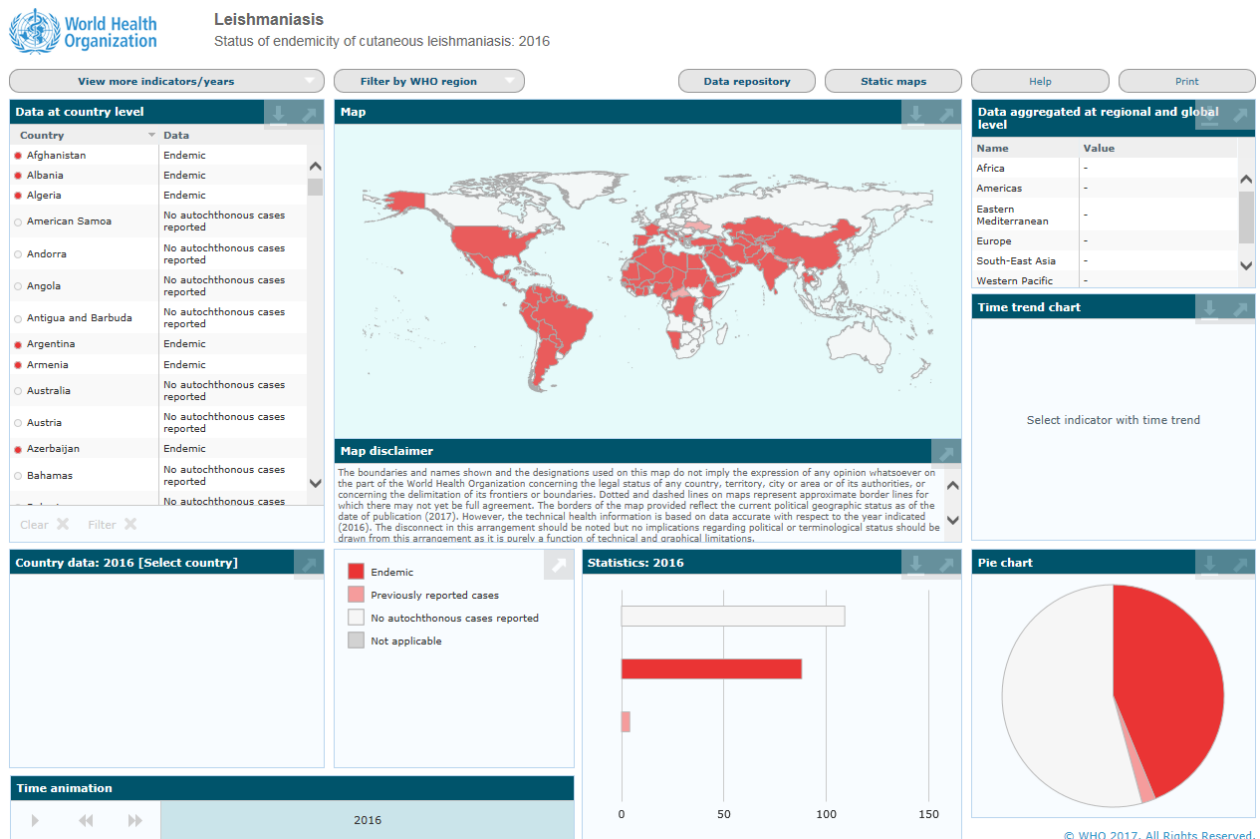 World Health
Organization
Leishmaniasis
Status of endemicity of cutaneous leishmaniasis: 2016
View more indicators/years
Filter by WHO region
Data repository
Static maps
Help
Print
Data at country level
Country Data
Afghanistan Endemic
Albania Endemic
Algeria Endemic
American Samoa No autochthonous cases
reported
Andorra No autochthonous cases
reported
Angola No autochthonous cases
reported
Antigua and Barbuda No autochthonous cases
reported
Argentina Endemic
Armenia Endemic
Australia No autochthonous cases
reported
Austria No autochthonous cases
reported
Azerbaijan Endemic
Bahamas No autochthonous cases
reported
No autochthonous cases
Clear Filter
Map
Map disclaimer
The boundaries and names shown and the designations used on this map do not imply the expression of any opinion whatsoever on
the part of the World Health Organization concerning the legal status of any country, territory, city or area or of its authorities, or
concerning the delimitation of its frontiers or boundaries. Dotted and dashed lines on maps represent approximate border lines for
which there may not yet be full agreement. The borders of the map provided reflect the current political geographic status as of the
date of publication (2017). However, the technical health information is based on data accurate with respect to the year indicated
(2016). The disconnect in this arrangement should be noted but no implications regarding political or terminological status should be
drawn from this arrangement as it is purely a function of technical and graphical limitations.
Data aggregated at regional and global
level
Name Value
Africa -
Americas -
Eastern
Mediterranean -
Europe -
South-East Asia -
Western Pacific -
Time trend chart
Select indicator with time trend
Country data: 2016 [Select country]
Endemic
Previously reported cases
No autochthonous cases reported
Not applicable
Statistics: 2016
0 50 100 150
Pie chart
Time animation
2016
© WHO 2017. All Rights Reserved.